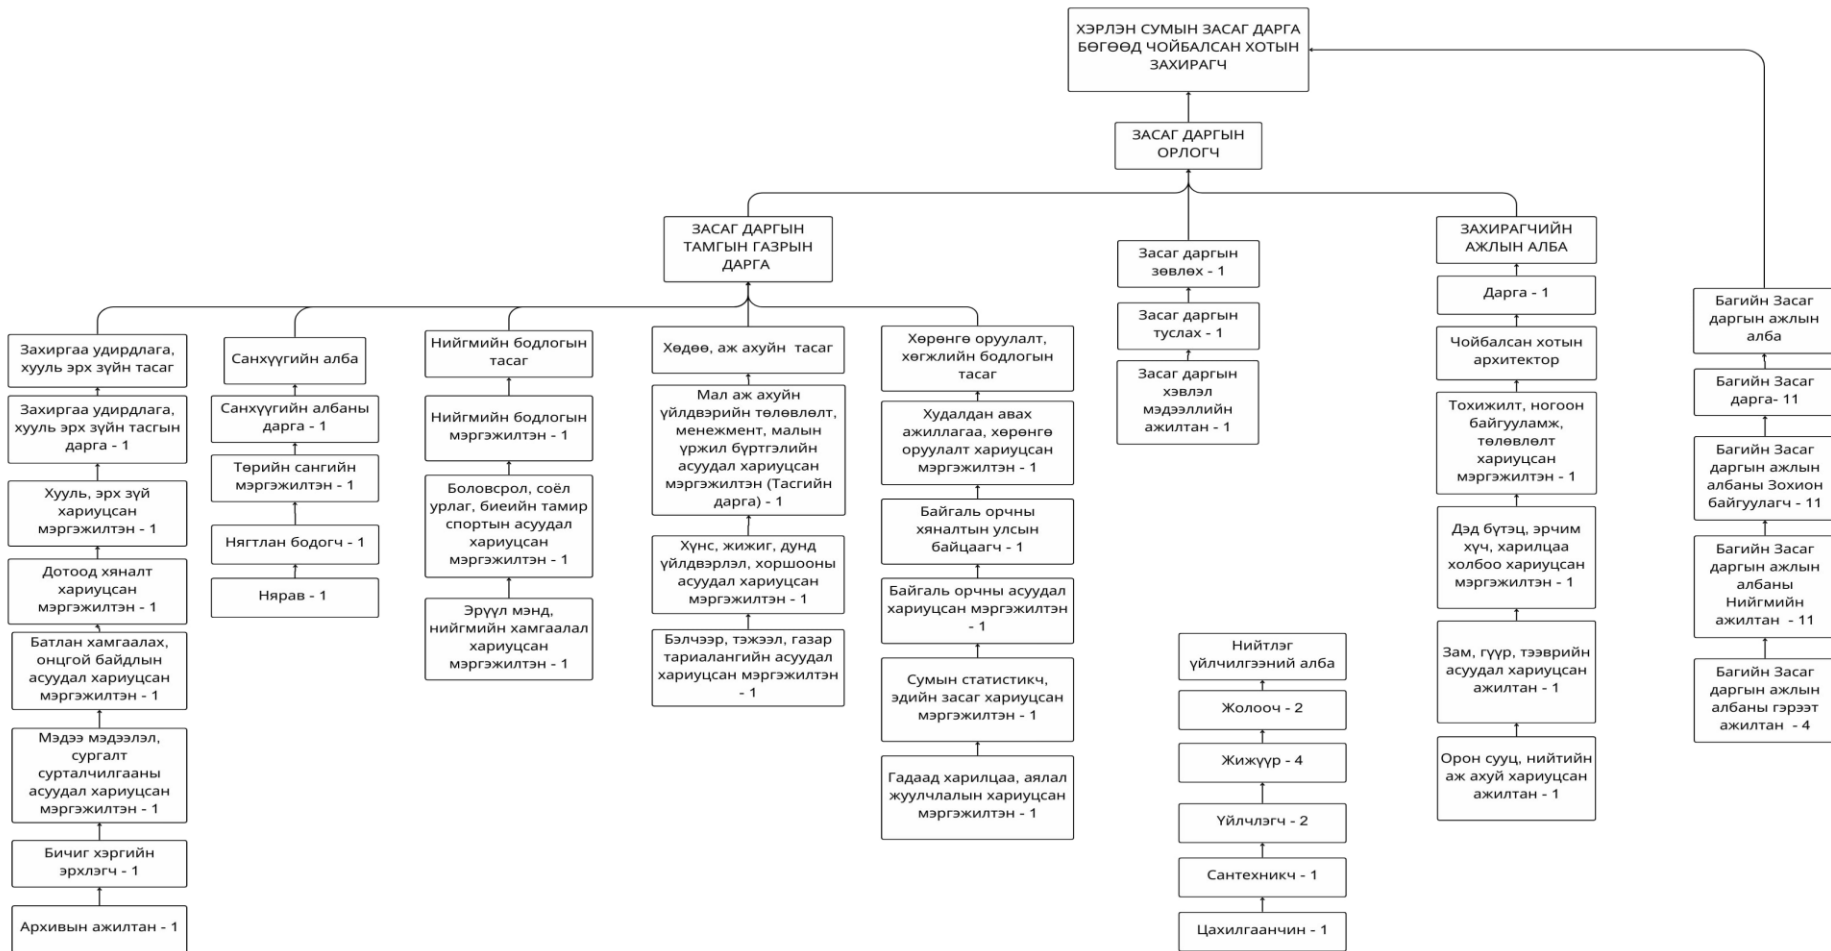 ХЭРЛЭН СУМЫН ЗАСАГ ДАРГА
БӨГӨӨД ЧОЙБАЛСАН ХОТЫН
ЗАХИРАГЧ
ЗАСАГ ДАРГЫН
ОРЛОГЧ
ЗАСАГ ДАРГЫН
ТАМГЫН ГАЗРЫН
ДАРГА
Захиргаа удирдлага,
хууль эрх зүйн тасаг
Захиргаа удирдлага,
хууль эрх зүйн тасгын
дарга - 1
Хууль, эрх зүй
хариуцсан
мэргэжилтэн - 1
Дотоод хяналт
хариуцсан
мэргэжилтэн - 1
Батлан хамгаалах,
онцгой байдлын
асуудал хариуцсан
мэргэжилтэн - 1
Мэдээ мэдээлэл,
сургалт
сурталчилгааны
асуудал хариуцсан
мэргэжилтэн - 1
Бичиг хэргийн
эрхлэгч - 1
Архивын ажилтан - 1
Санхүүгийн алба
Санхүүгийн албаны
дарга - 1
Төрийн сангийн
мэргэжилтэн - 1
Нягтлан бодогч - 1
Нярав - 1
Нийгмийн бодлогын
тасаг
Нийгмийн бодлогын
мэргэжилтэн - 1
Боловсрол, соёл
урлаг, биеийн тамир
спортын асуудал
хариуцсан
мэргэжилтэн - 1
Эрүүл мэнд,
нийгмийн хамгаалал
хариуцсан
мэргэжилтэн - 1
Хөдөө, аж ахуйн тасаг
Мал аж ахуйн
үйлдвэрийн төлөвлөлт,
менежмент, малын
үржил бүртгэлийн
асуудал хариуцсан
мэргэжилтэн (Тасгийн
дарга) - 1
Хүнс, жижиг, дунд
үйлдвэрлэл, хоршооны
асуудал хариуцсан
мэргэжилтэн - 1
Бэлчээр, тэжээл, газар
тариалангийн асуудал
хариуцсан мэргэжилтэн
- 1
Хөрөнгө оруулалт,
хөгжлийн бодлогын
тасаг
Худалдан авах
ажиллагаа, хөрөнгө
оруулалт хариуцсан
мэргэжилтэн - 1
Байгаль орчны
хяналтын улсын
байцаагч - 1
Байгаль орчны асуудал
хариуцсан мэргэжилтэн
- 1
Сумын статистикч,
эдийн засаг хариуцсан
мэргэжилтэн - 1
Гадаад харилцаа, аялал
жуулчлалын хариуцсан
мэргэжилтэн - 1
Засаг даргын
зөвлөх - 1
Засаг даргын
туслах - 1
Засаг даргын
хэвлэл
мэдээллийн
ажилтан - 1
Нийтлэг
үйлчилгээний алба
Жолооч - 2
Жижүүр - 4
Үйлчлэгч - 2
Сантехникч - 1
Цахилгаанчин - 1
ЗАХИРАГЧИЙН
АЖЛЫН АЛБА
Дарга - 1
Чойбалсан хотын
архитектор
Тохижилт, ногоон
байгууламж,
төлөвлөлт
хариуцсан
мэргэжилтэн - 1
Дэд бүтэц, эрчим
хүч, харилцаа
холбоо хариуцсан
мэргэжилтэн - 1
Зам, гүүр, тээврийн
асуудал хариуцсан
ажилтан - 1
Орон сууц, нийтийн
аж ахуй хариуцсан
ажилтан - 1
Багийн Засаг
даргын ажлын
алба
Багийн Засаг
дарга- 11
Багийн Засаг
даргын ажлын
албаны Зохион
байгуулагч - 11
Багийн Засаг
даргын ажлын
албаны
Нийгмийн
ажилтан - 11
Багийн Засаг
даргын ажлын
албаны гэрээт
ажилтан - 4